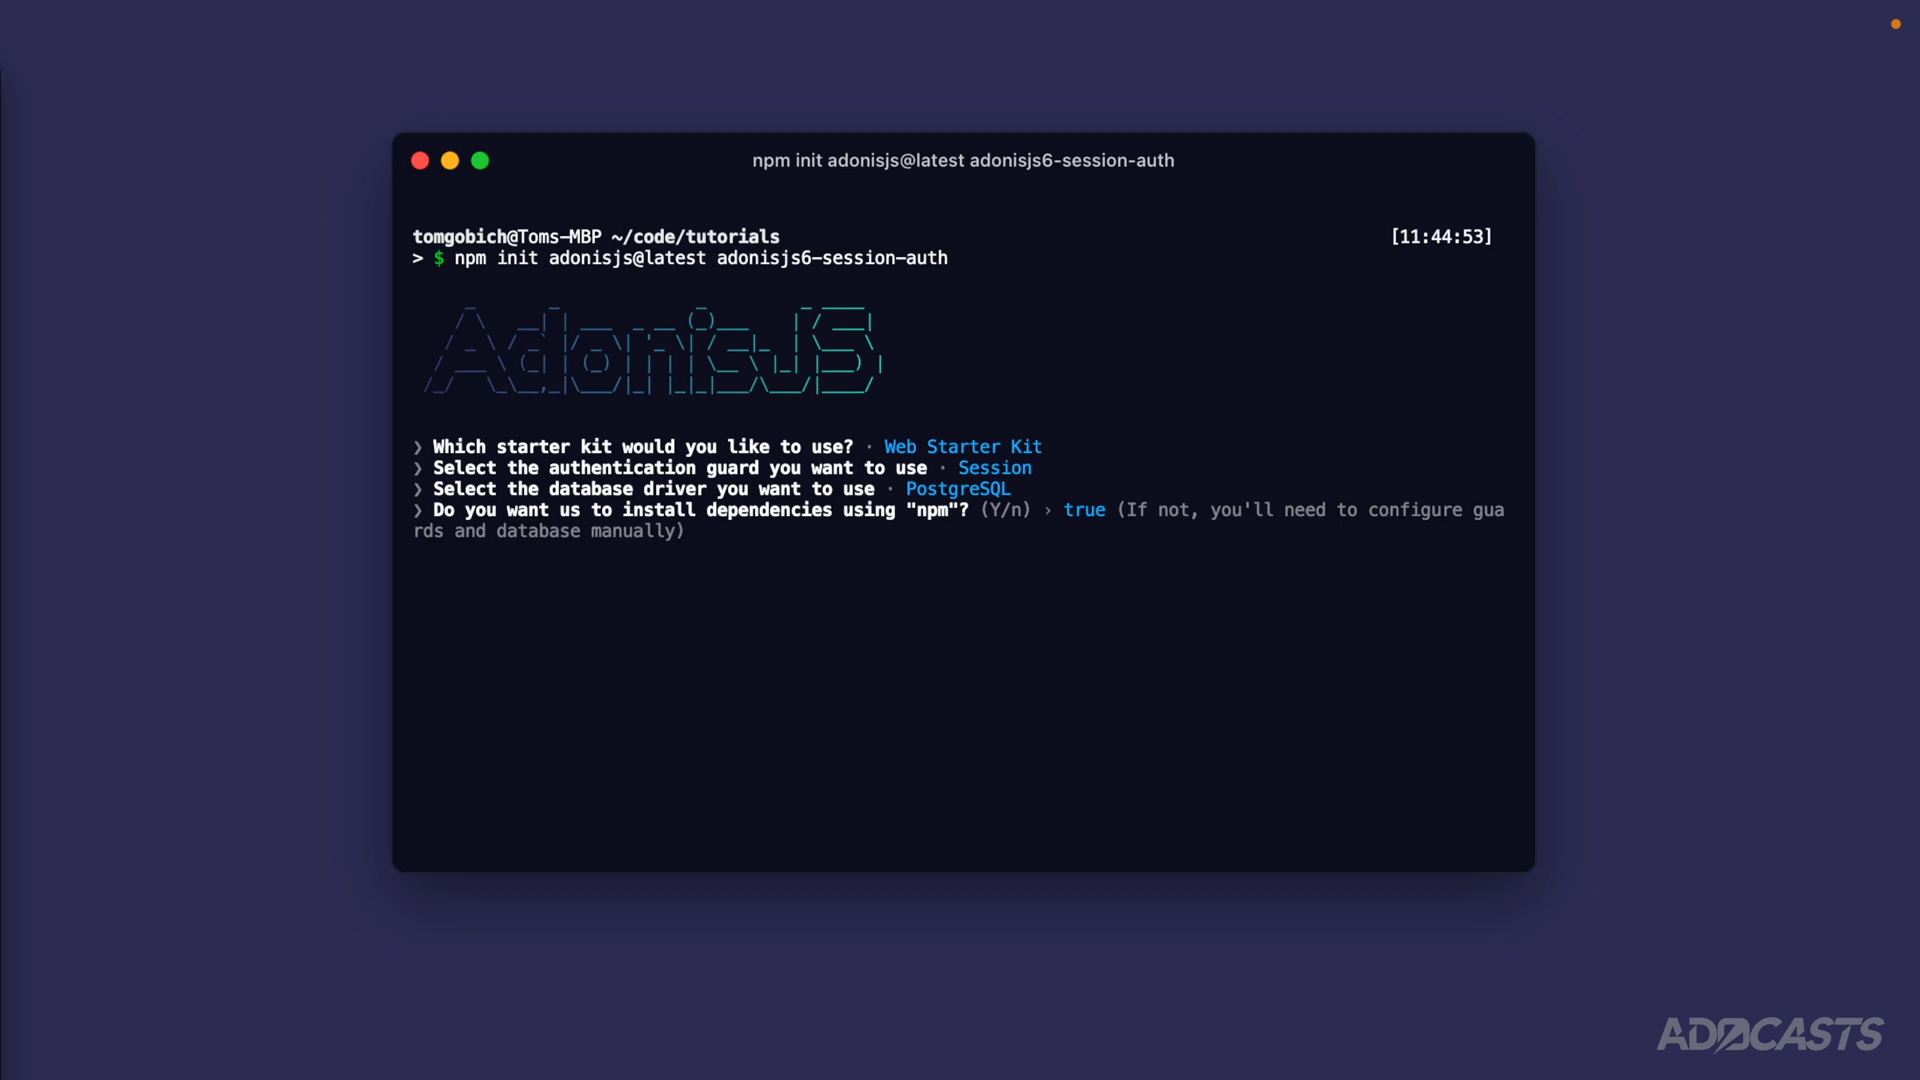 npm init adonisjs@latest adonisjs6-session-auth
tomgobich@Toms-MBP ~/code/tutorials [11:44:53]
> $ npm init adonisjs@latest adonisjs6-session-auth
AdonisJS
❯ Which starter kit would you like to use? · Web Starter Kit
❯ Select the authentication guard you want to use · Session
❯ Select the database driver you want to use · PostgreSQL
❯ Do you want us to install dependencies using "npm"? (Y/n) › true (If not, you'll need to configure gua
rds and database manually)
ADOCASTS